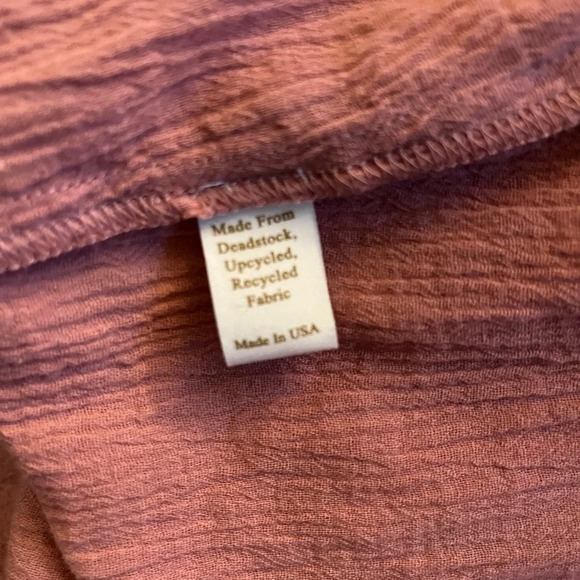 Made From
Deadstock,
Upcycled,
Recycled
Fabric
Made In USA